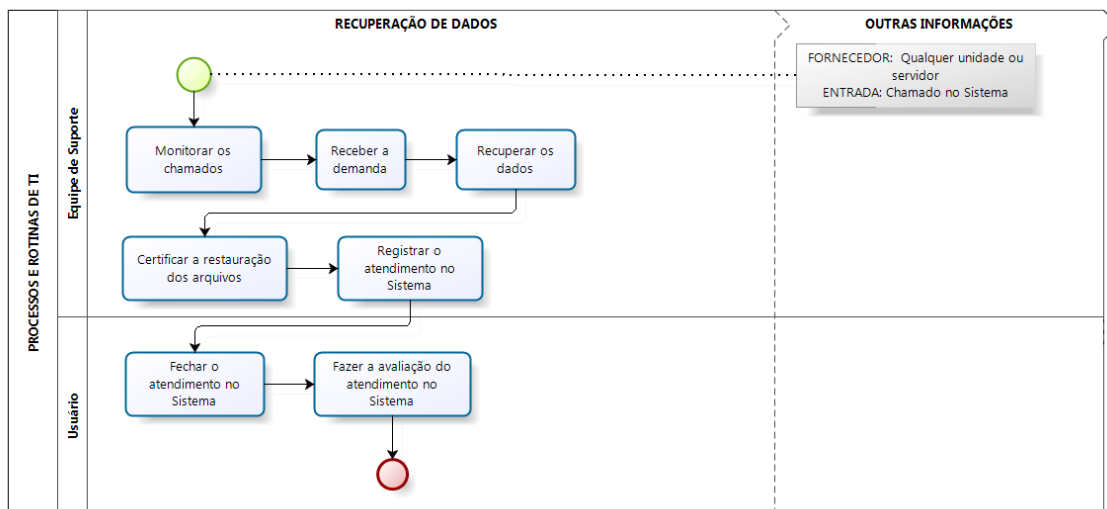 RECUPERAÇÃO DE DADOS
OUTRAS INFORMAÇÕES
PROCESSOS E ROTINAS DE TI
Equipe de Suporte
FORNECEDOR: Qualquer unidade ou
servidor
ENTRADA: Chamado no Sistema
Monitorar os
chamados
Receber a
demanda
Recuperar os
dados
Certificar a restauração
dos arquivos
Registrar o
atendimento no
Sistema
Usuário
Fechar o
atendimento no
Sistema
Fazer a avaliação do
atendimento no
Sistema